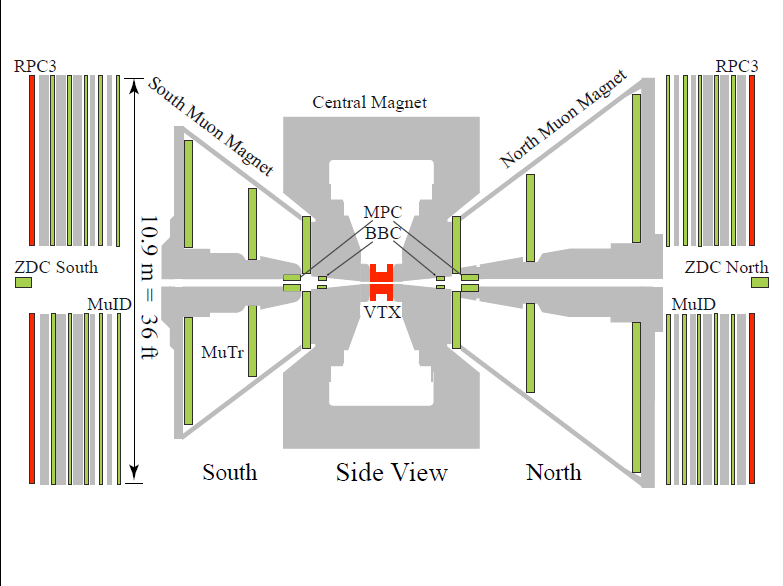 RPC3
RPC3
South Muon Magnet
Central Magnet
North Muon Magnet
MPC
BBC
ZDC South
ZDC North
10.9 m = 36 ft
MuID
VTX
MuID
MuTr
South
Side View
North